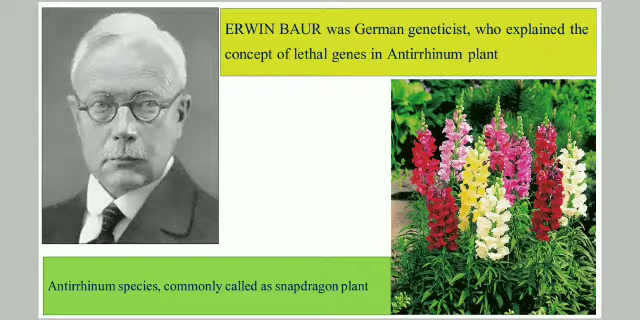 ERWIN BAUR was German geneticist, who explained the
concept of lethal genes in Antirrhinum plant
Antirrhinum species, commonly called as snapdragon plant